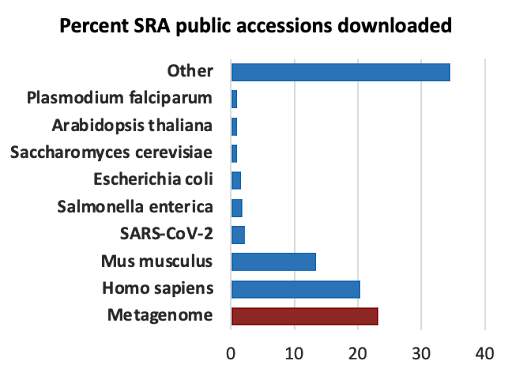 Percent SRA public accessions downloaded
Other
Plasmodium falciparum
Arabidopsis thaliana
Saccharomyces cerevisiae
Escherichia coli
Salmonella enterica
SARS-CoV-2
Mus musculus
Homo sapiens
Metagenome
0 10 20 30 40